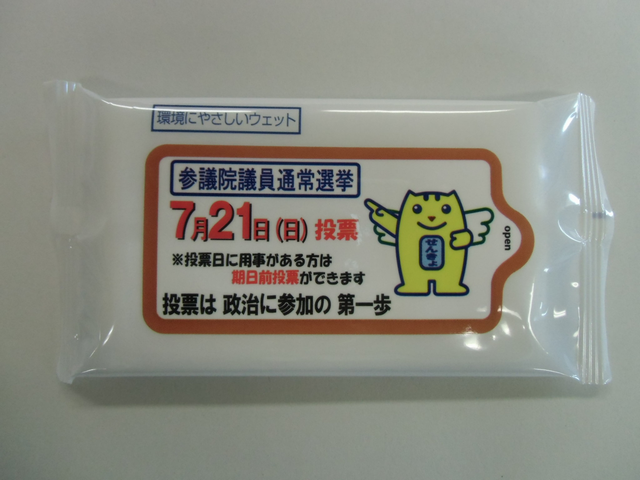 環境にやさしいウェット
参議院議員通常選挙
7月21日(日)投票
※投票日に用事がある方は
期日前投票ができます
投票は 政治に参加の 第一歩
せんきょ
open